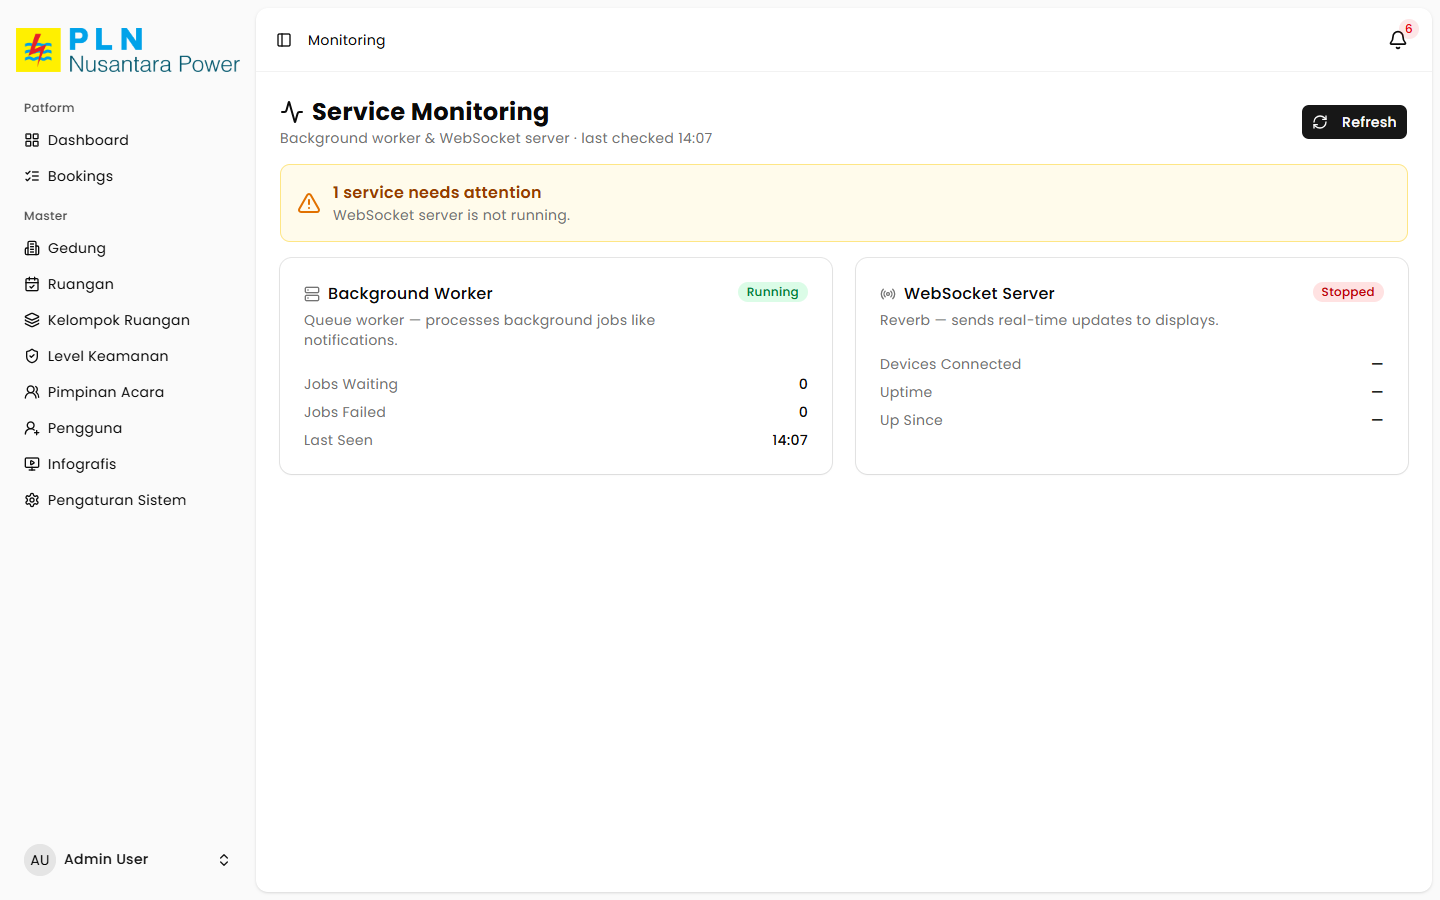 PLN
Nusantara Power
Patform
Dashboard
Bookings
Master
Gedung
Ruangan
Kelompok Ruangan
Level Keamanan
Pimpinan Acara
Pengguna
Infografis
Pengaturan Sistem
AU Admin User
Monitoring
6
Service Monitoring
Background worker & WebSocket server · last checked 14:07
Refresh
1 service needs attention
WebSocket server is not running.
Background Worker Running
Queue worker — processes background jobs like
notifications.
Jobs Waiting 0
Jobs Failed 0
Last Seen 14:07
WebSocket Server Stopped
Reverb — sends real-time updates to displays.
Devices Connected —
Uptime —
Up Since —